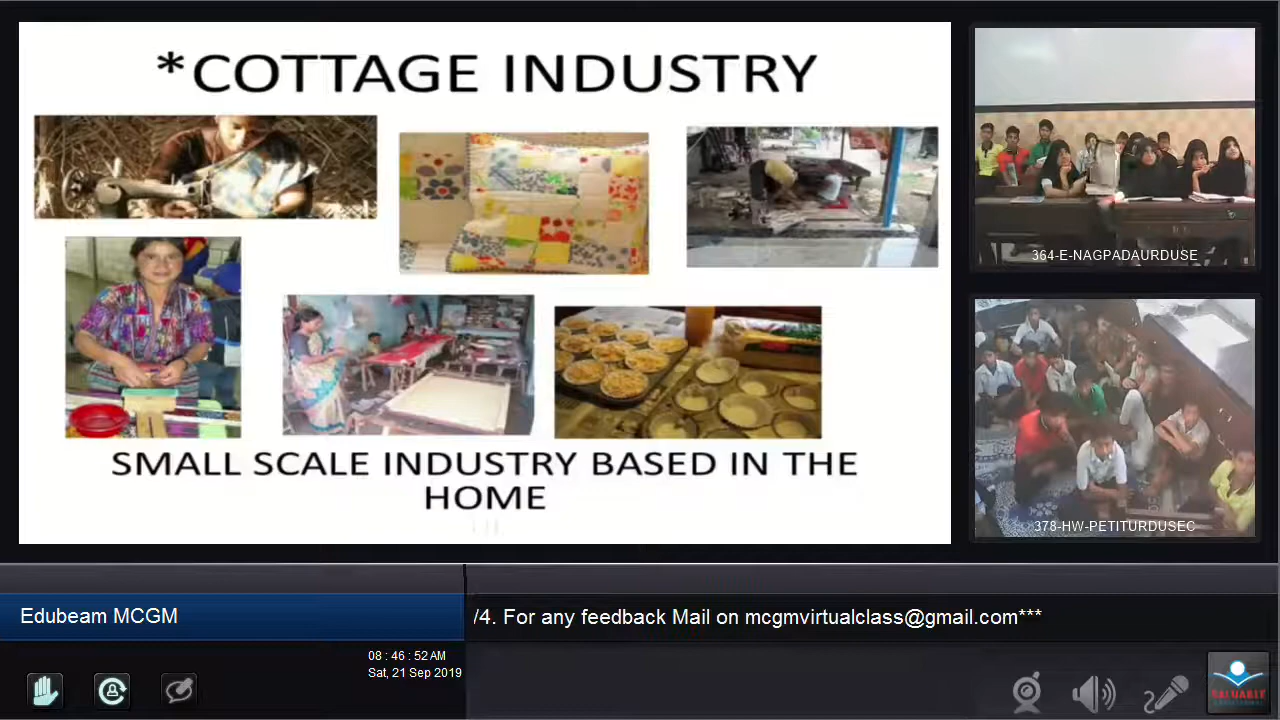 *COTTAGE INDUSTRY
SMALL SCALE INDUSTRY BASED IN THE
HOME
364-E-NAGPADAURDUSE
378-HW-PETITURDUSEC
Edubeam MCGM
/4. For any feedback Mail on mcgmvirtualclass@gmail.com***
08 : 46 : 52 AM
Sat, 21 Sep 2019